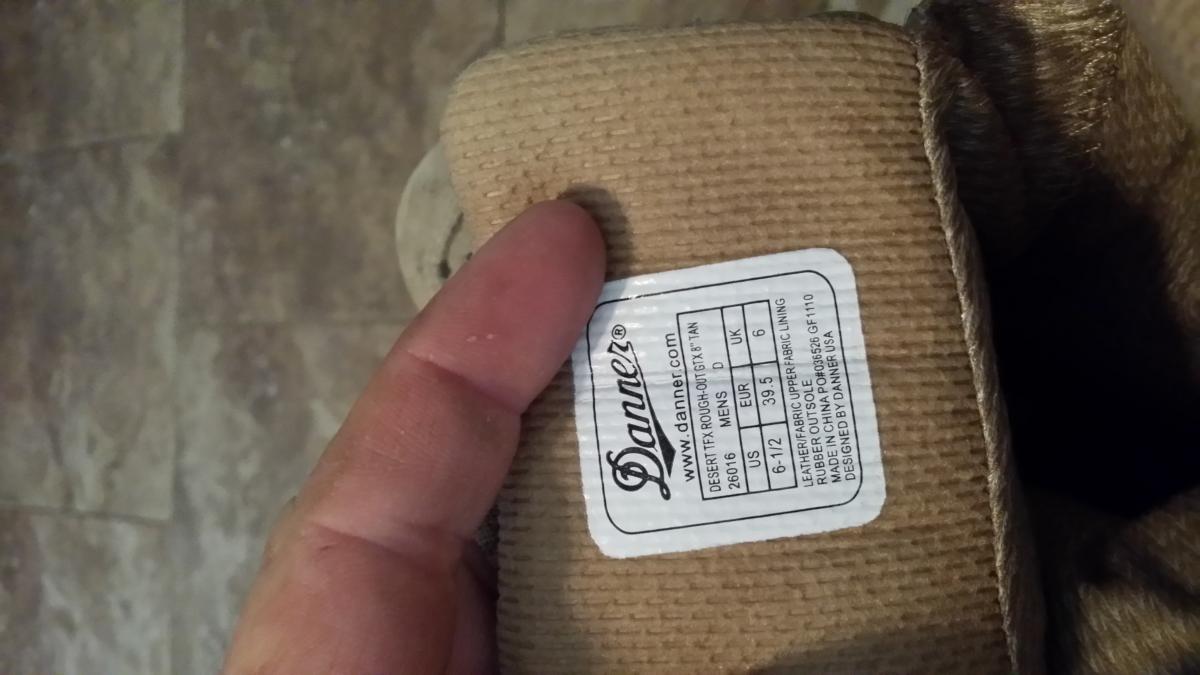 Danner®
www.danner.com
DESERT TFX ROUGH-OUT GTX 8" TAN
26016 MENS D
US EUR UK
6-1/2 39.5 6
LEATHER/FABRIC UPPER FABRIC LINING
RUBBER OUTSOLE
MADE IN CHINA PO#036526 GF1110
DESIGNED BY DANNER USA